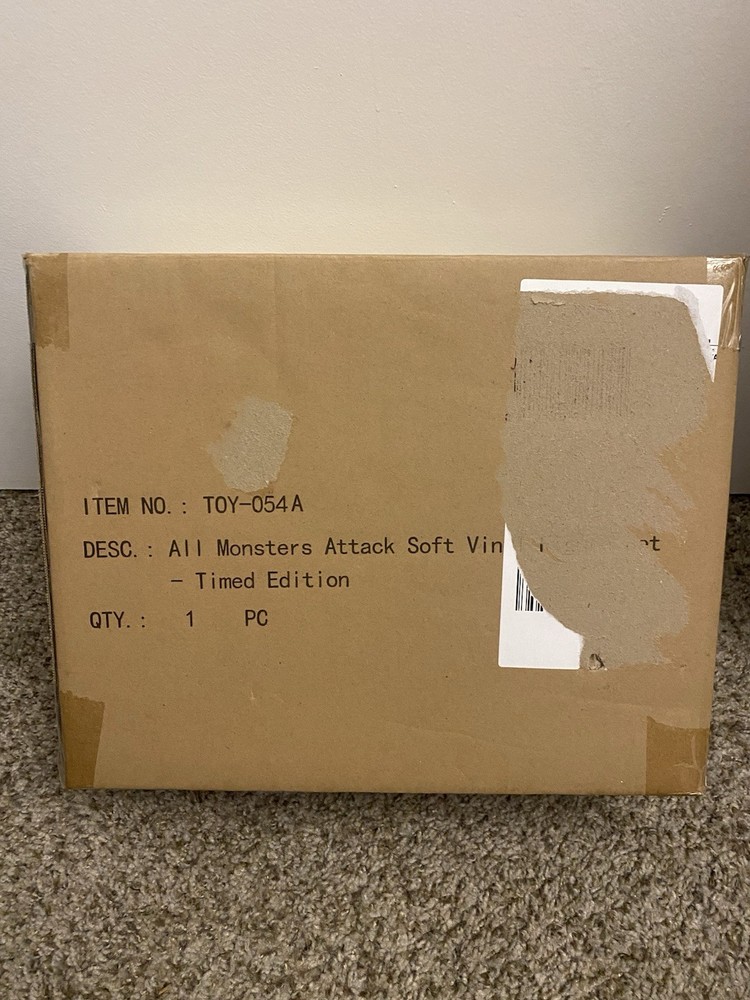 ITEM NO.: TOY-054A
DESC.: All Monsters Attack Soft
- Timed Edition
QTY.: 1 PC